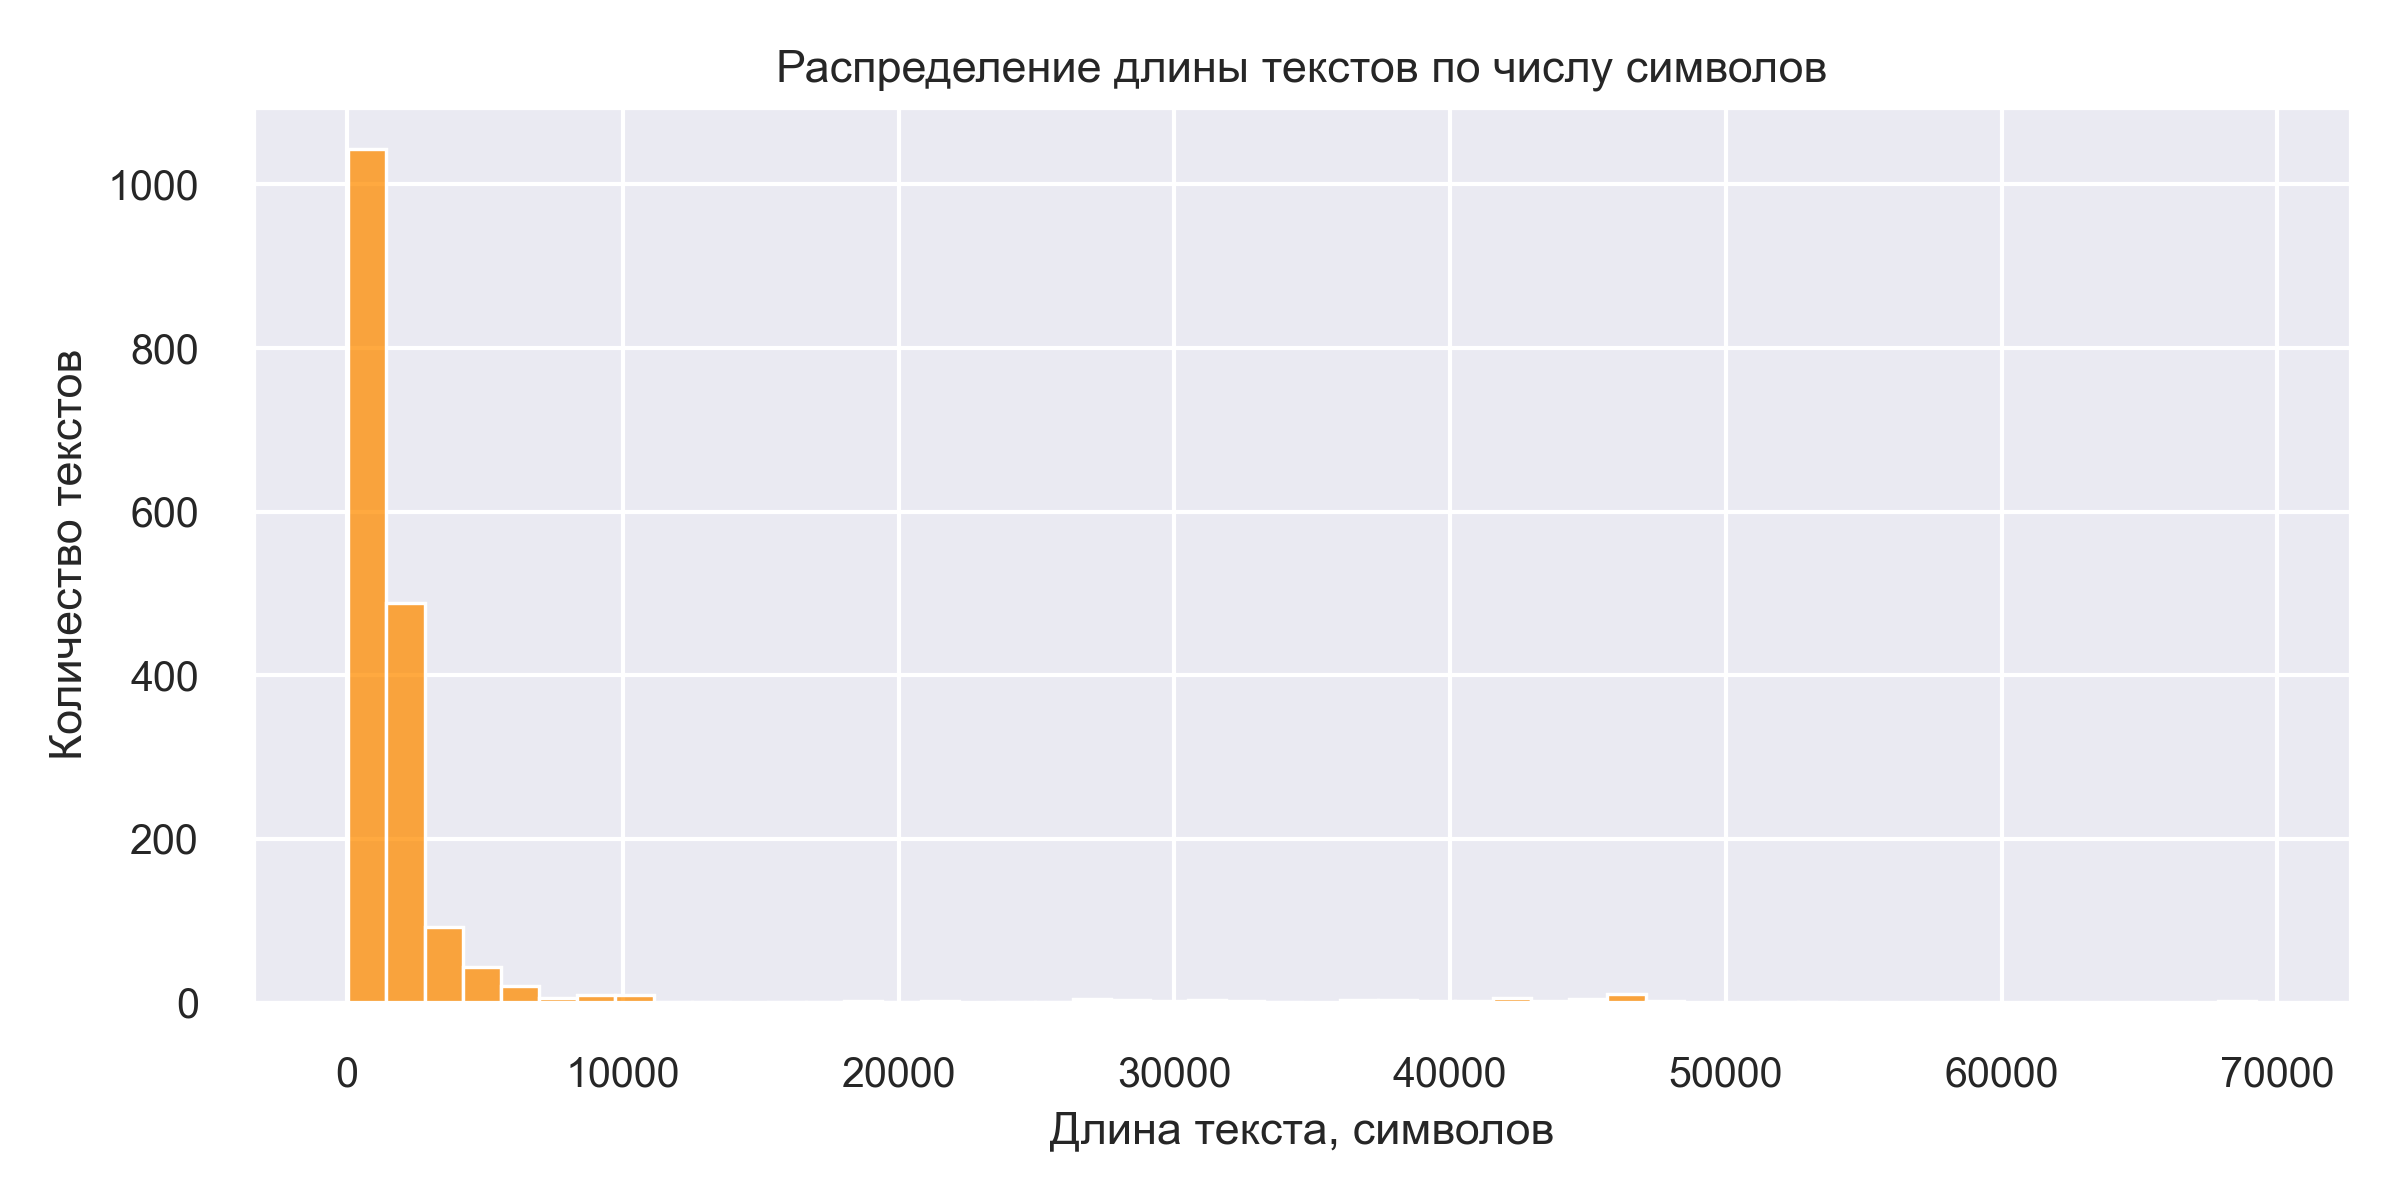 Распределение длины текстов по числу символов
Количество текстов
1000
800
600
400
200
0
0 10000 20000 30000 40000 50000 60000 70000
Длина текста, символов